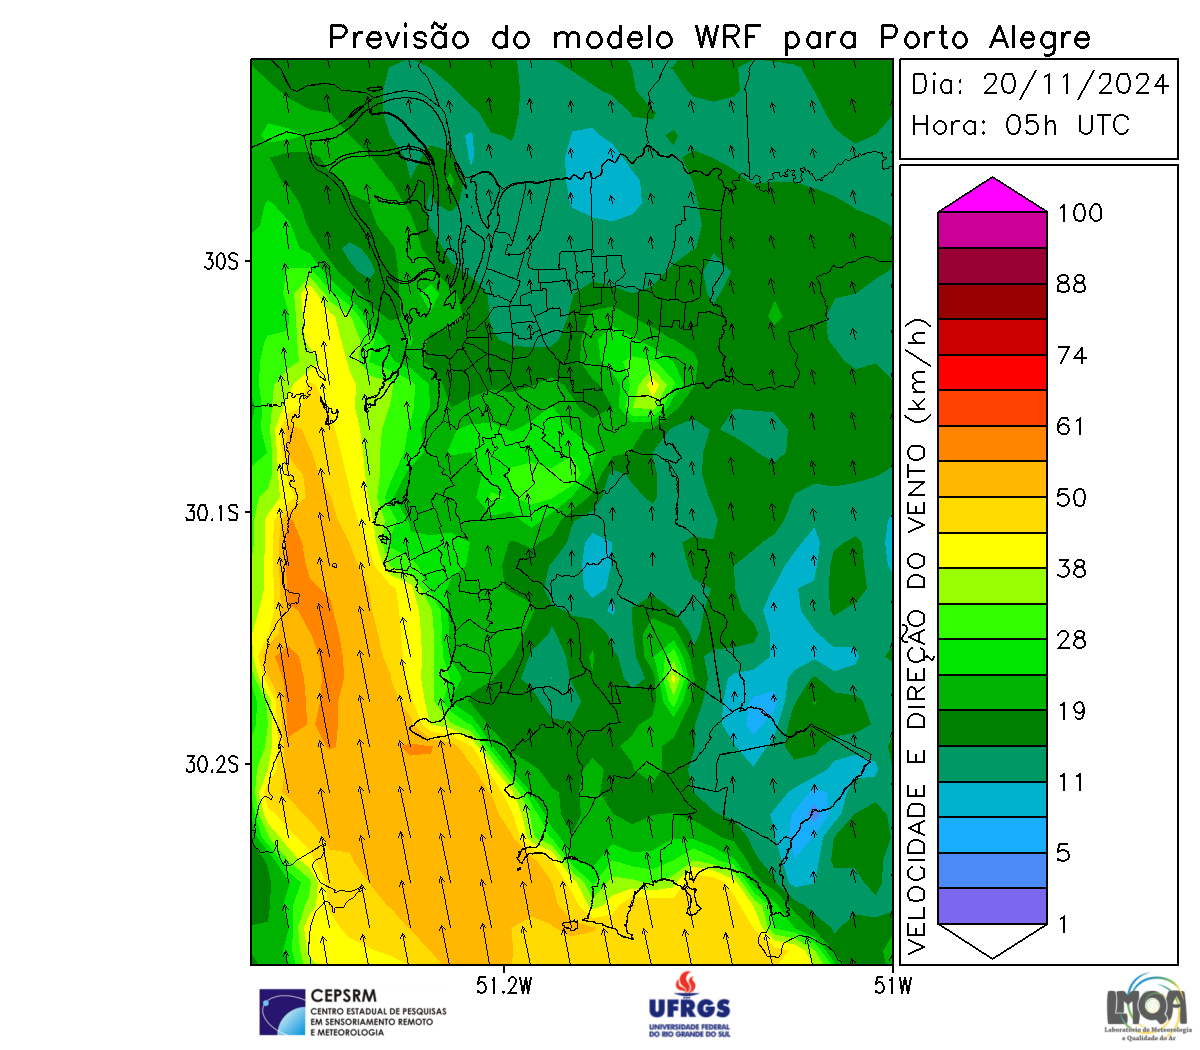 Previsão do modelo WRF para Porto Alegre
Dia: 20/11/2024
Hora: 05h UTC
30S
30.1S
30.2S
51.2W
51W
VELOCIDADE E DIREÇÃO DO VENTO (km/h)
100
88
74
61
50
38
28
19
11
5
1
CEPSRM
CENTRO ESTADUAL DE PESQUISAS
EM SENSORIAMENTO REMOTO
E METEOROLOGIA
UFRGS
UNIVERSIDADE FEDERAL
DO RIO GRANDE DO SUL
LMQA
Laboratório de Meteorologia
e Qualidade do Ar